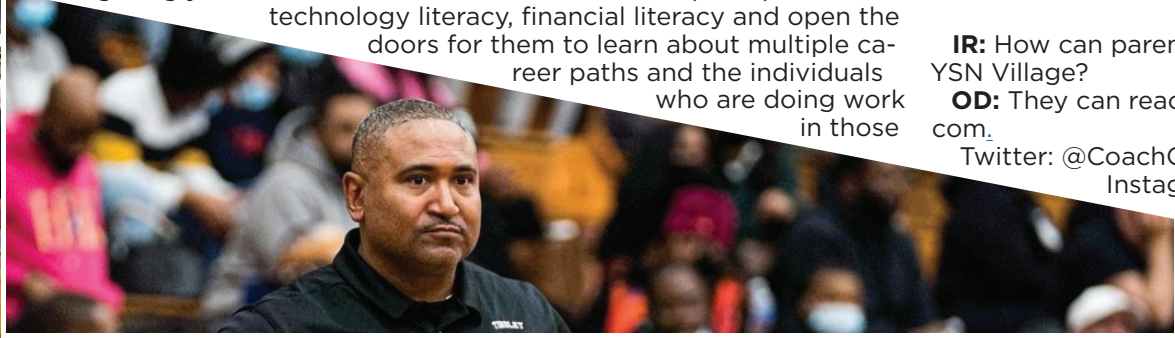 technology literacy, financial literacy and open the
doors for them to learn about multiple ca-
reer paths and the individuals
who are doing work
in those
IR: How can paren
YSN Village?
OD: They can reac
com.
Twitter: @Coach
Instag